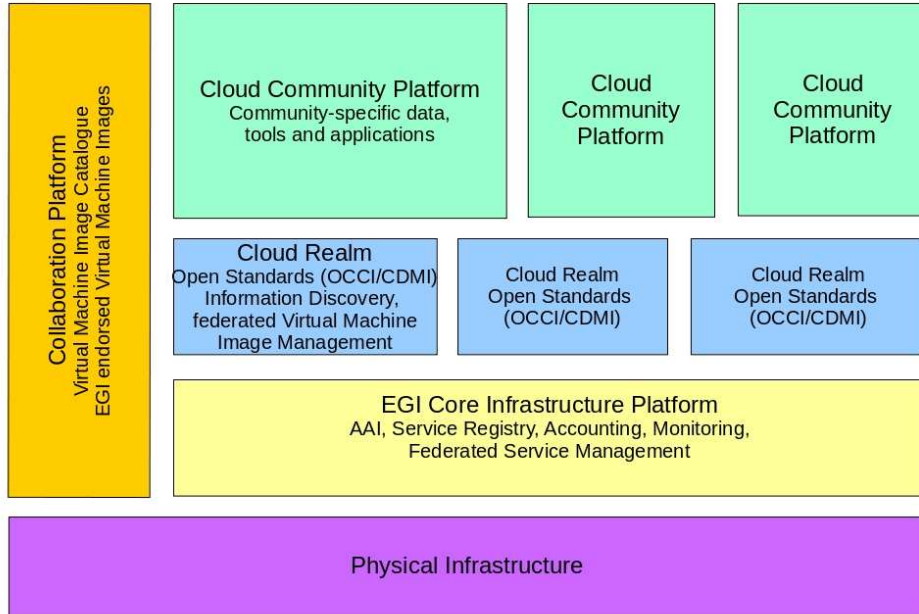 Collaboration Platform
Virtual Machine Image Catalogue
EGI endorsed Virtual Machine Images
Cloud Community Platform
Community-specific data,
tools and applications
Cloud
Community
Platform
Cloud
Community
Platform
Cloud Realm
Open Standards (OCCI/CDMI)
Information Discovery,
federated Virtual Machine
Image Management
Cloud Realm
Open Standards
(OCCI/CDMI)
Cloud Realm
Open Standards
(OCCI/CDMI)
EGI Core Infrastructure Platform
AAI, Service Registry, Accounting, Monitoring,
Federated Service Management
Physical Infrastructure